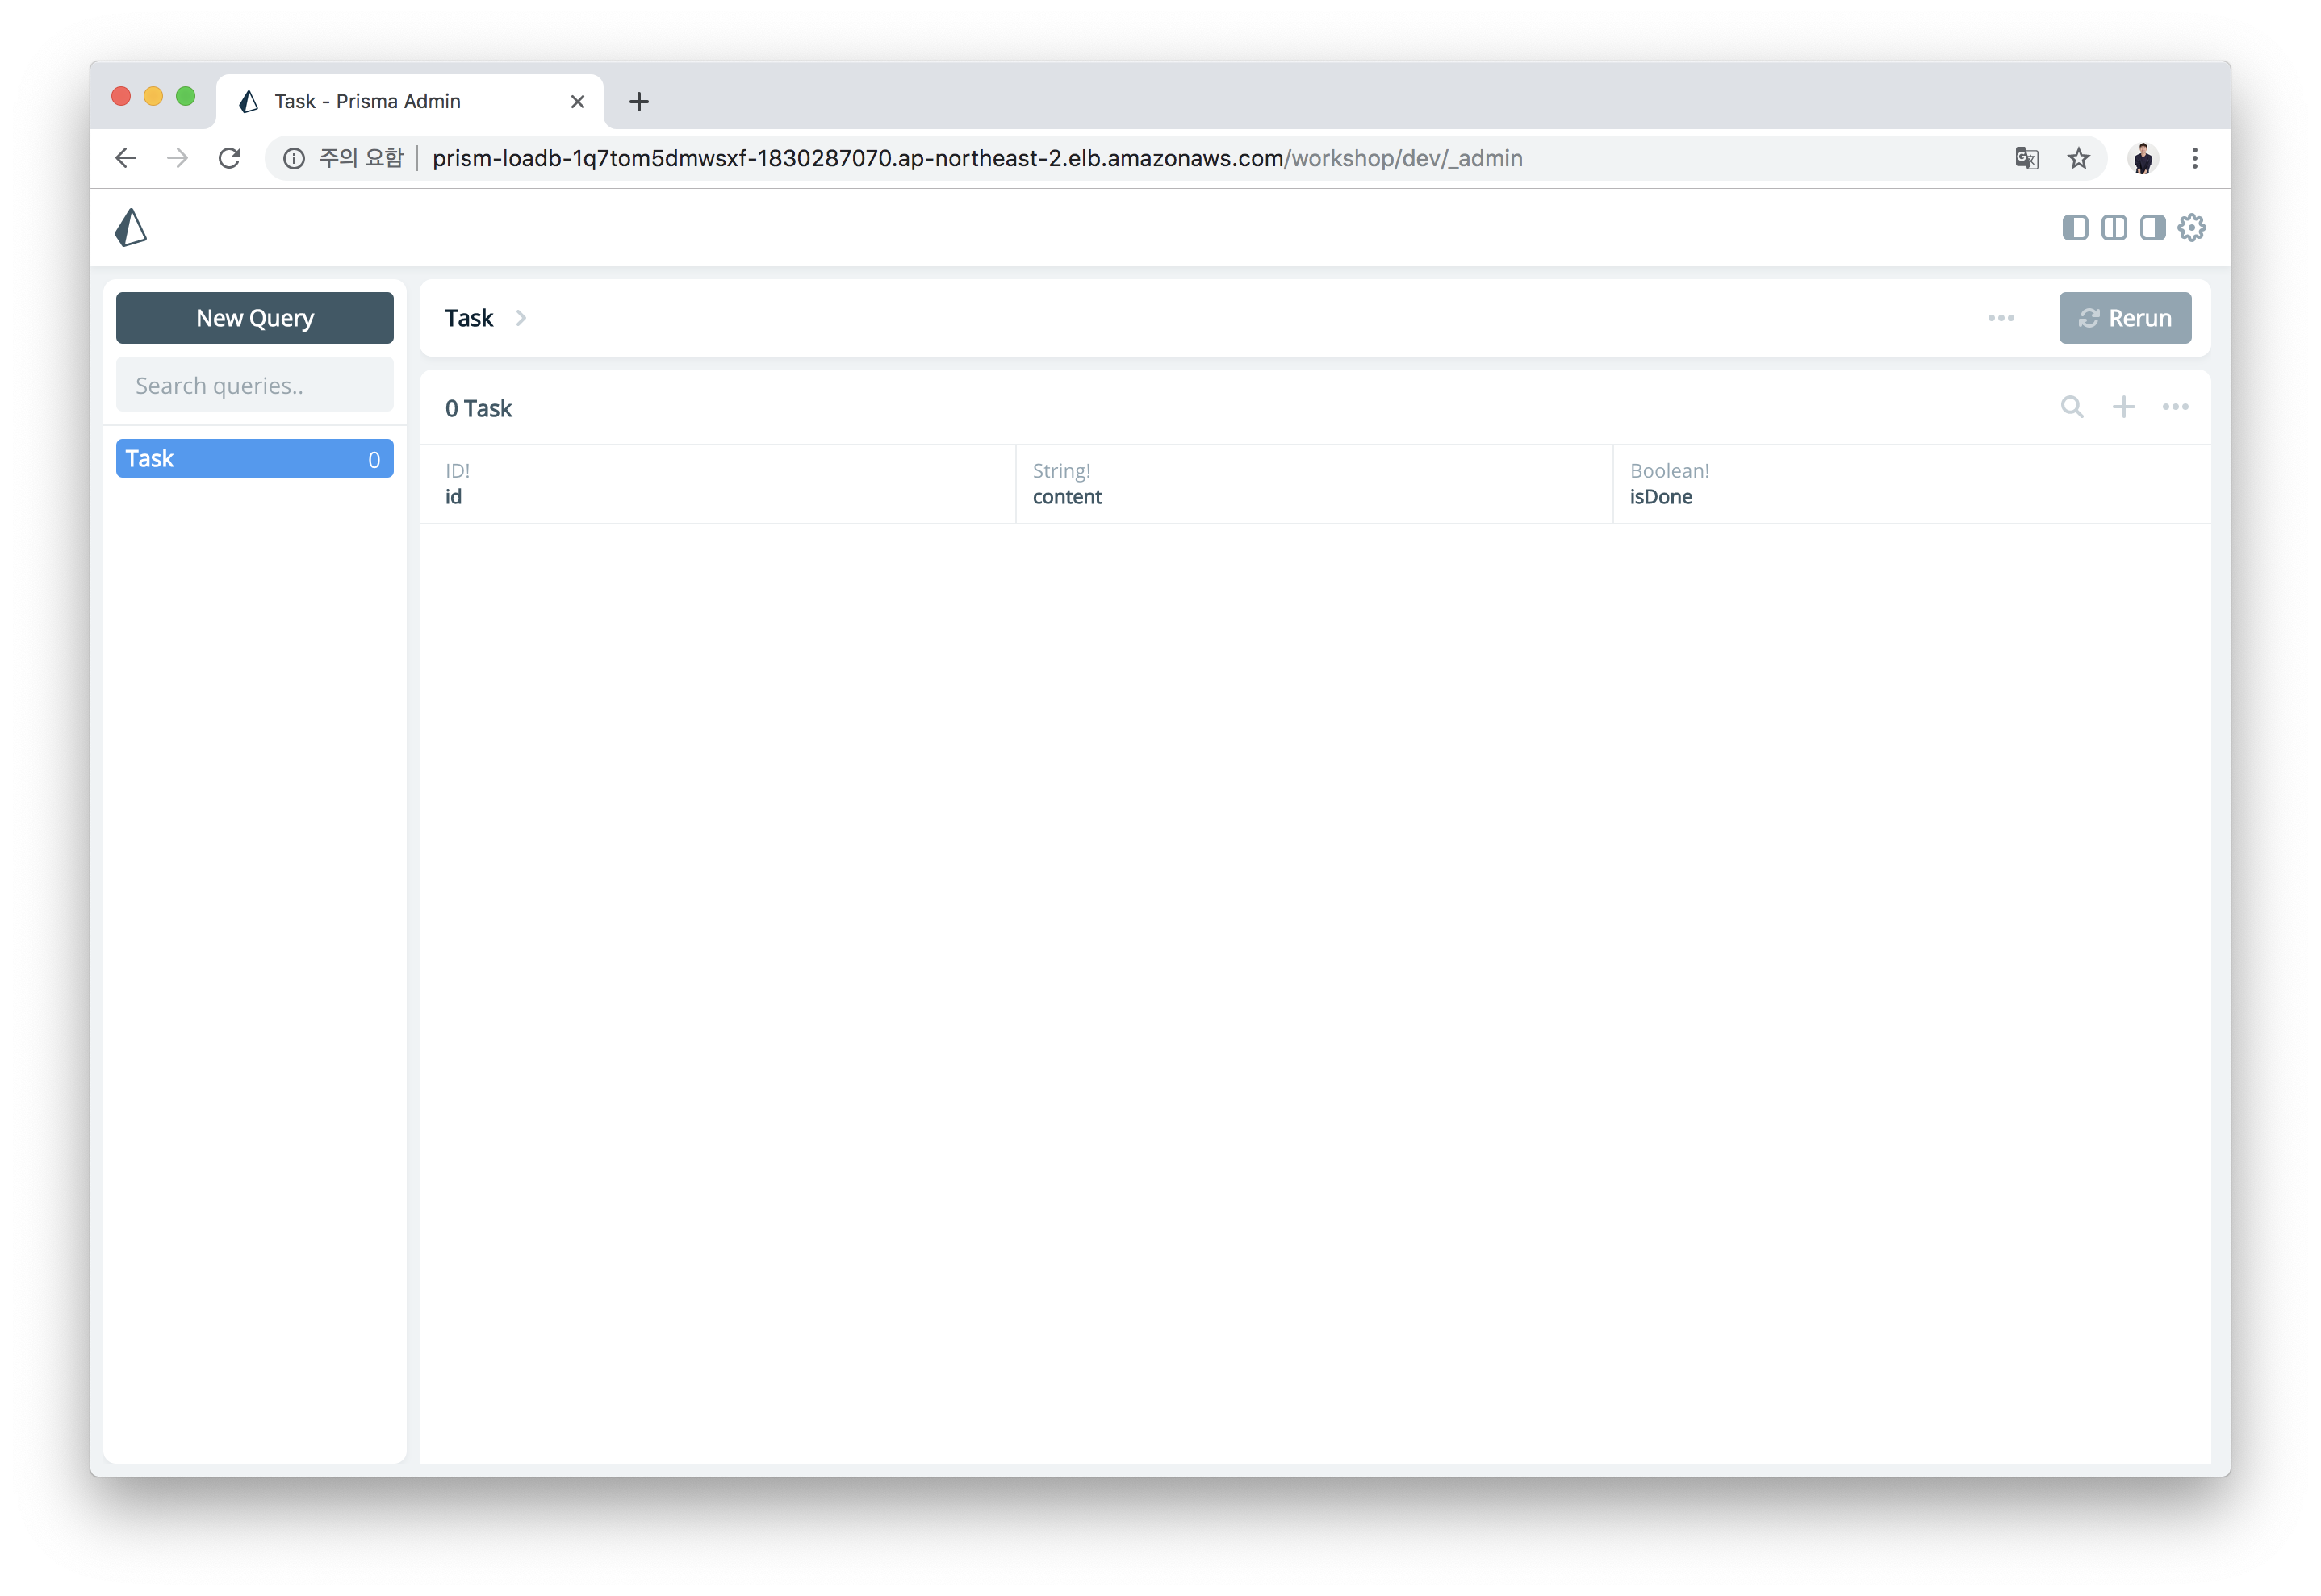 Task - Prisma Admin
주의 요함 prism-loadb-1q7tom5dmwsxf-1830287070.ap-northeast-2.elb.amazonaws.com/workshop/dev/_admin
New Query
Task
Rerun
Search queries..
0 Task
Task 0
ID!
id
String!
content
Boolean!
isDone